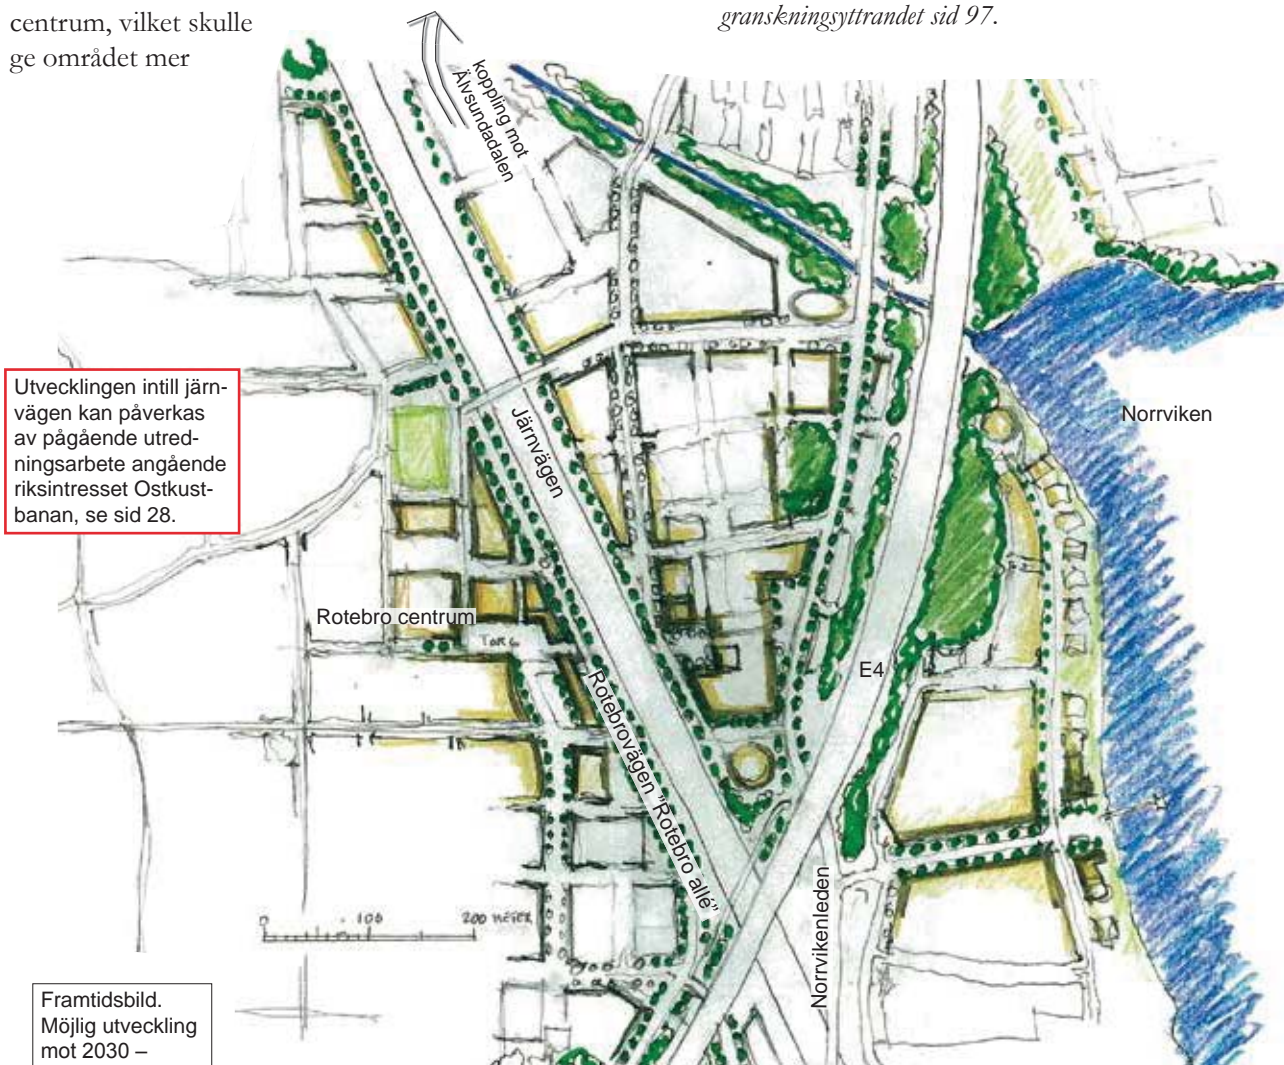 centrum, vilket skulle
ge området mer
granskningsyttrandet sid 97.
koppling mot
Älvsundadalen
Utvecklingen intill järn-
vägen kan påverkas
av pågående utred-
ningsarbete angående
riksintresset Ostkust-
banan, se sid 28.
Järnvägen
Norrviken
Rotebro centrum
TORG
E4
Rotebrovägen "Rotebro allé"
Norrvikenleden
0 100 200 METER
Framtidsbild.
Möjlig utveckling
mot 2030 –